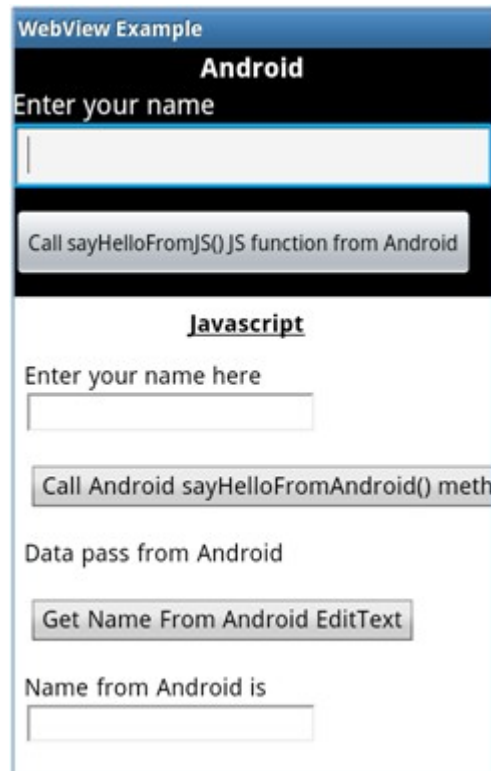 WebView Example
Android
Enter your name
Call sayHelloFromJS() JS function from Android
Javascript
Enter your name here
Call Android sayHelloFromAndroid() meth
Data pass from Android
Get Name From Android EditText
Name from Android is